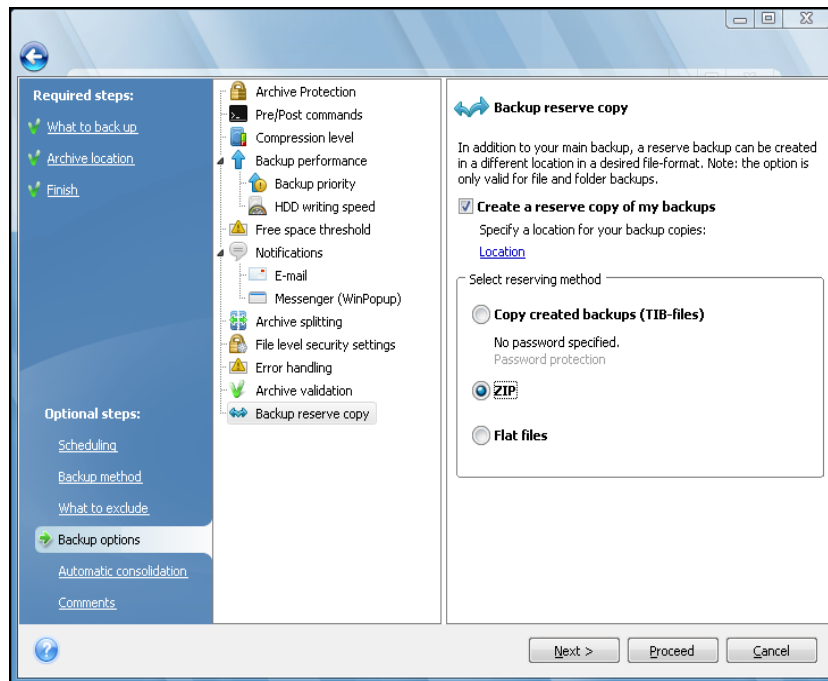 Required steps:
What to back up
Archive location
Finish
Optional steps:
Scheduling
Backup method
What to exclude
Backup options
Automatic consolidation
Comments
Archive Protection
Pre/Post commands
Compression level
Backup performance
Backup priority
HDD writing speed
Free space threshold
Notifications
E-mail
Messenger (WinPopup)
Archive splitting
File level security settings
Error handling
Archive validation
Backup reserve copy
Backup reserve copy
In addition to your main backup, a reserve backup can be created
in a different location in a desired file-format. Note: the option is
only valid for file and folder backups.
Create a reserve copy of my backups
Specify a location for your backup copies:
Location
Select reserving method
Copy created backups (TIB-files)
No password specified.
Password protection
ZIP
Flat files
Next >
Proceed
Cancel